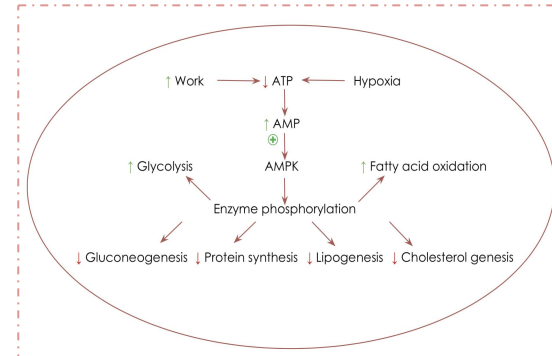 ↑ Work ↓ ATP Hypoxia
↑ AMP
⊕
↑ Glycolysis AMPK ↑ Fatty acid oxidation
Enzyme phosphorylation
↓ Gluconeogenesis ↓ Protein synthesis ↓ Lipogenesis ↓ Cholesterol genesis